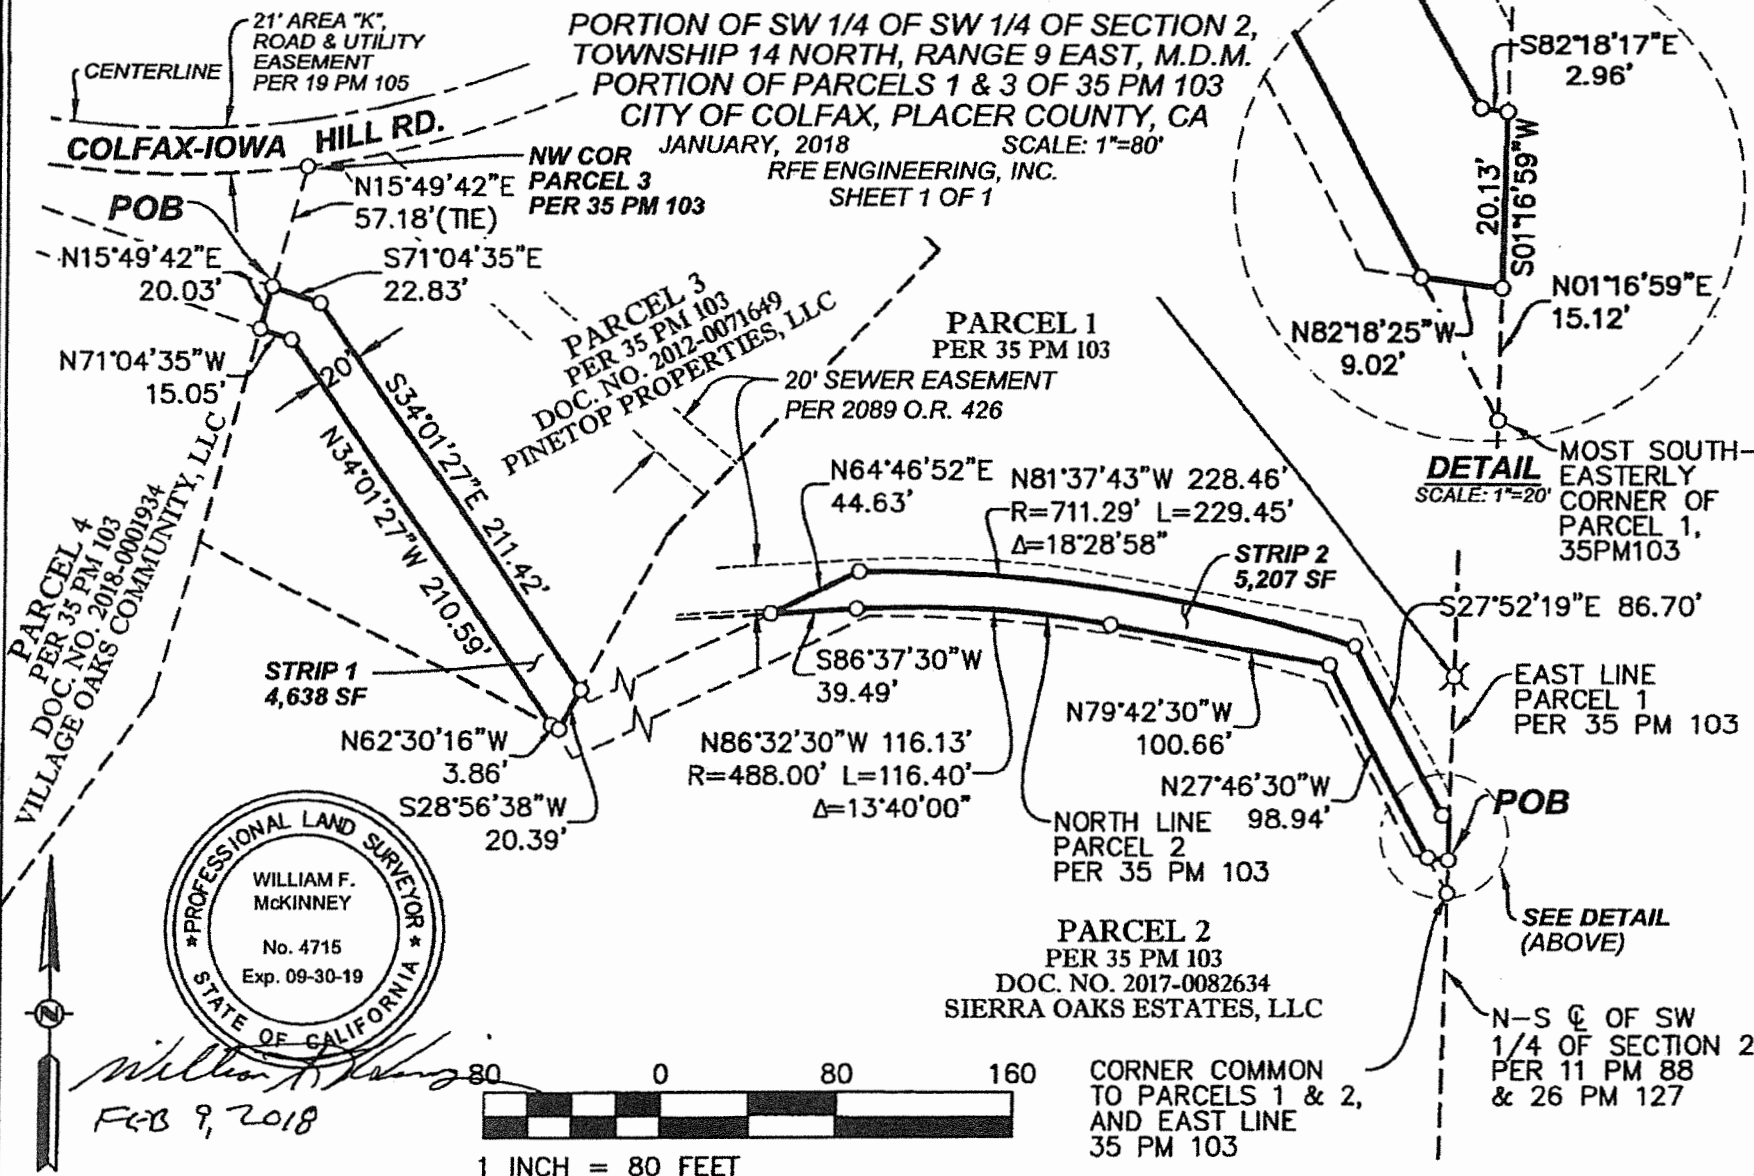 PORTION OF SW 1/4 OF SW 1/4 OF SECTION 2,
TOWNSHIP 14 NORTH, RANGE 9 EAST, M.D.M.
PORTION OF PARCELS 1 & 3 OF 35 PM 103
CITY OF COLFAX, PLACER COUNTY, CA
JANUARY, 2018 SCALE: 1"=80'
RFE ENGINEERING, INC.
SHEET 1 OF 1
21' AREA "K",
ROAD & UTILITY
EASEMENT
PER 19 PM 105
CENTERLINE
COLFAX-IOWA HILL RD.
NW COR
PARCEL 3
PER 35 PM 103
N15°49'42"E
57.18'(TIE)
POB
N15°49'42"E
20.03'
S71°04'35"E
22.83'
N71°04'35"W
15.05'
20'
S34°01'27"E 211.42'
N34°01'27"W 210.59'
PARCEL 3
PER 35 PM 103
DOC. NO. 2012-0071649
PINETOP PROPERTIES, LLC
PARCEL 4
PER 35 PM 103
DOC. NO. 2018-0001934
VILLAGE OAKS COMMUNITY, LLC
PARCEL 1
PER 35 PM 103
20' SEWER EASEMENT
PER 2089 O.R. 426
N64°46'52"E
44.63'
N81°37'43"W 228.46'
R=711.29' L=229.45'
Δ=18°28'58"
STRIP 2
5,207 SF
S82°18'17"E
2.96'
20.13'
S01°16'59"W
N01°16'59"E
15.12'
N82°18'25"W
9.02'
DETAIL
SCALE: 1"=20'
MOST SOUTH-
EASTERLY
CORNER OF
PARCEL 1,
35PM103
S27°52'19"E 86.70'
EAST LINE
PARCEL 1
PER 35 PM 103
STRIP 1
4,638 SF
N62°30'16"W
3.86'
S28°56'38"W
20.39'
S86°37'30"W
39.49'
N86°32'30"W 116.13'
R=488.00' L=116.40'
Δ=13°40'00"
N79°42'30"W
100.66'
N27°46'30"W
98.94'
NORTH LINE
PARCEL 2
PER 35 PM 103
POB
SEE DETAIL
(ABOVE)
PARCEL 2
PER 35 PM 103
DOC. NO. 2017-0082634
SIERRA OAKS ESTATES, LLC
N-S ℄ OF SW
1/4 OF SECTION 2
PER 11 PM 88
& 26 PM 127
CORNER COMMON
TO PARCELS 1 & 2,
AND EAST LINE
35 PM 103
PROFESSIONAL LAND SURVEYOR
WILLIAM F.
McKINNEY
No. 4715
Exp. 09-30-19
STATE OF CALIFORNIA
N
William
FEB 9, 2018
80 0 80 160
1 INCH = 80 FEET